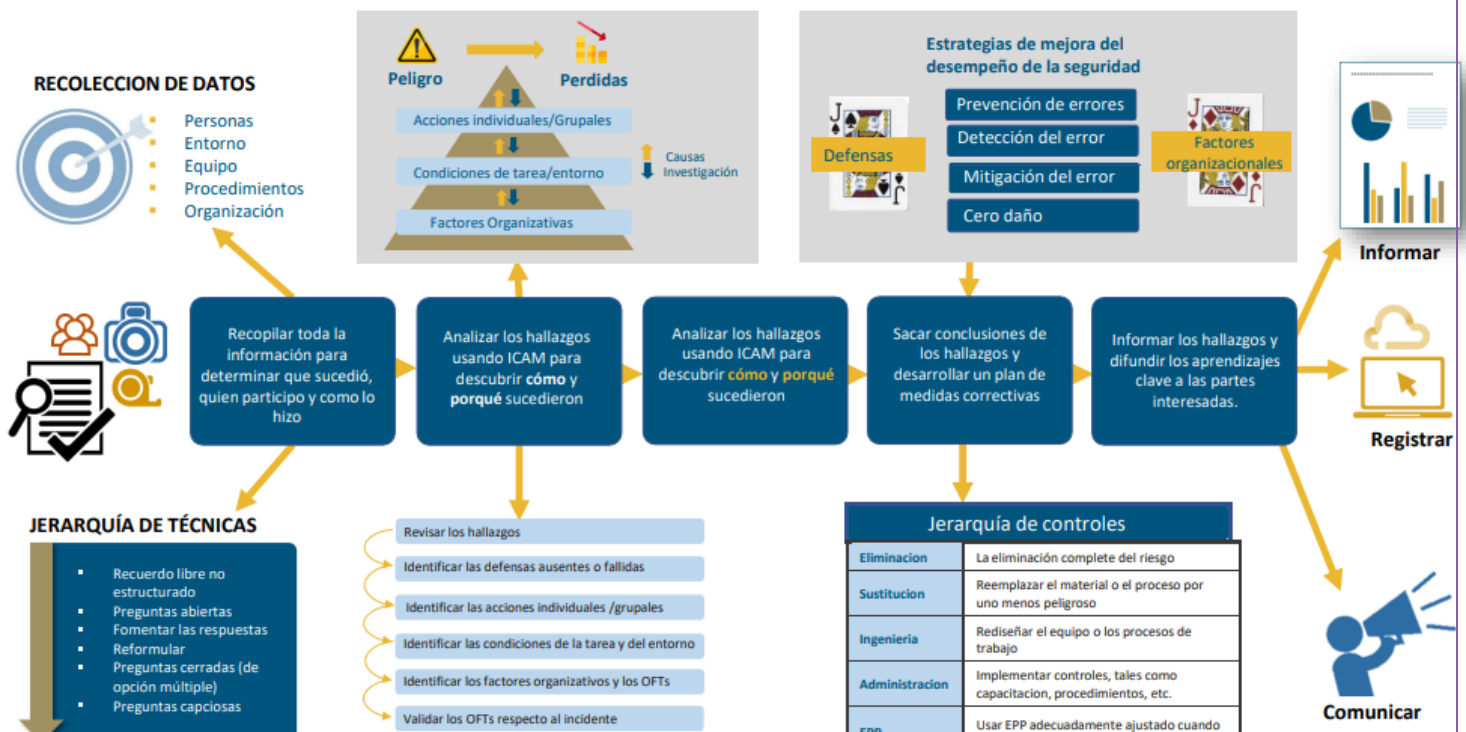 RECOLECCION DE DATOS
Personas
Entorno
Equipo
Procedimientos
Organización
Peligro
Perdidas
Acciones individuales/Grupales
Condiciones de tarea/entorno
Factores Organizativas
Causas
Investigación
Estrategias de mejora del
desempeño de la seguridad
J
J
Defensas
Prevención de errores
Detección del error
Mitigación del error
Cero daño
J
J
Factores
organizacionales
Informar
Recopilar toda la
información para
determinar que sucedió,
quien participo y como lo
hizo
Analizar los hallazgos
usando ICAM para
descubrir cómo y
porqué sucedieron
Analizar los hallazgos
usando ICAM para
descubrir cómo y porqué
sucedieron
Sacar conclusiones de
los hallazgos y
desarrollar un plan de
medidas correctivas
Informar los hallazgos y
difundir los aprendizajes
clave a las partes
interesadas.
Registrar
JERARQUÍA DE TÉCNICAS
Recuerdo libre no
estructurado
Preguntas abiertas
Fomentar las respuestas
Reformular
Preguntas cerradas (de
opción múltiple)
Preguntas capciosas
Revisar los hallazgos
Identificar las defensas ausentes o fallidas
Identificar las acciones individuales /grupales
Identificar las condiciones de la tarea y del entorno
Identificar los factores organizativos y los OFTs
Validar los OFTs respecto al incidente
Jerarquía de controles
Eliminacion
La eliminación complete del riesgo
Sustitucion
Reemplazar el material o el proceso por
uno menos peligroso
Ingenieria
Rediseñar el equipo o los procesos de
trabajo
Administracion
Implementar controles, tales como
capacitacion, procedimientos, etc.
EPP
Usar EPP adecuadamente ajustado cuando
Comunicar